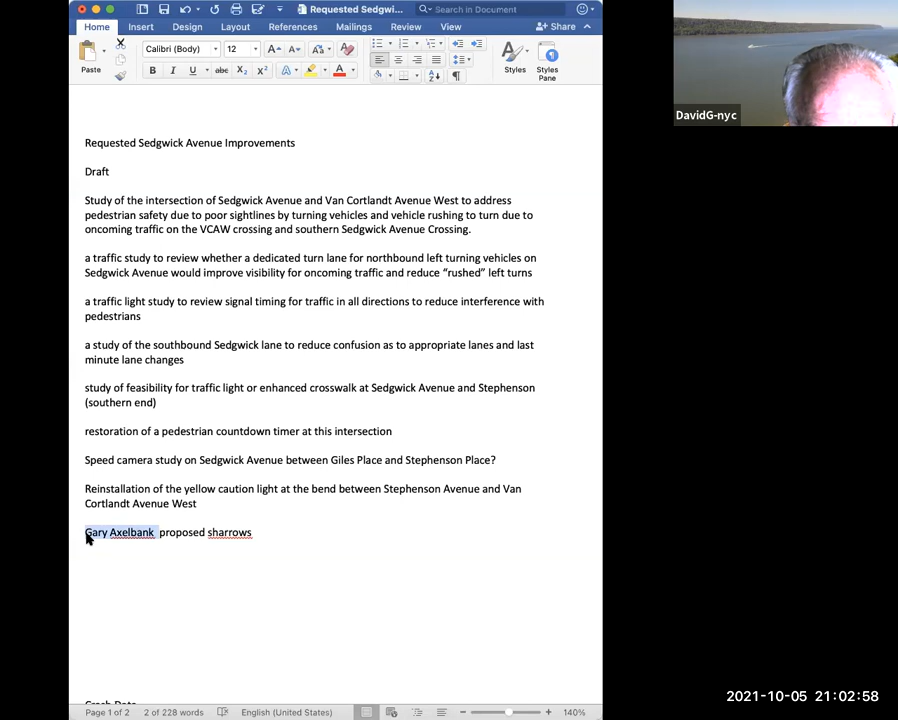 Requested Sedgwi...
Search in Document
Home Insert Design Layout References Mailings Review View Share
Calibri (Body) 12
Paste
B I U abc X2 X2 A A
Styles Styles Pane
DavidG-nyc
Requested Sedgwick Avenue Improvements
Draft
Study of the intersection of Sedgwick Avenue and Van Cortlandt Avenue West to address
pedestrian safety due to poor sightlines by turning vehicles and vehicle rushing to turn due to
oncoming traffic on the VCAW crossing and southern Sedgwick Avenue Crossing.
a traffic study to review whether a dedicated turn lane for northbound left turning vehicles on
Sedgwick Avenue would improve visibility for oncoming traffic and reduce “rushed” left turns
a traffic light study to review signal timing for traffic in all directions to reduce interference with
pedestrians
a study of the southbound Sedgwick lane to reduce confusion as to appropriate lanes and last
minute lane changes
study of feasibility for traffic light or enhanced crosswalk at Sedgwick Avenue and Stephenson
(southern end)
restoration of a pedestrian countdown timer at this intersection
Speed camera study on Sedgwick Avenue between Giles Place and Stephenson Place?
Reinstallation of the yellow caution light at the bend between Stephenson Avenue and Van
Cortlandt Avenue West
Gary Axelbank proposed sharrows
Crash Data
Page 1 of 2 2 of 228 words English (United States) 140%
2021-10-05 21:02:58